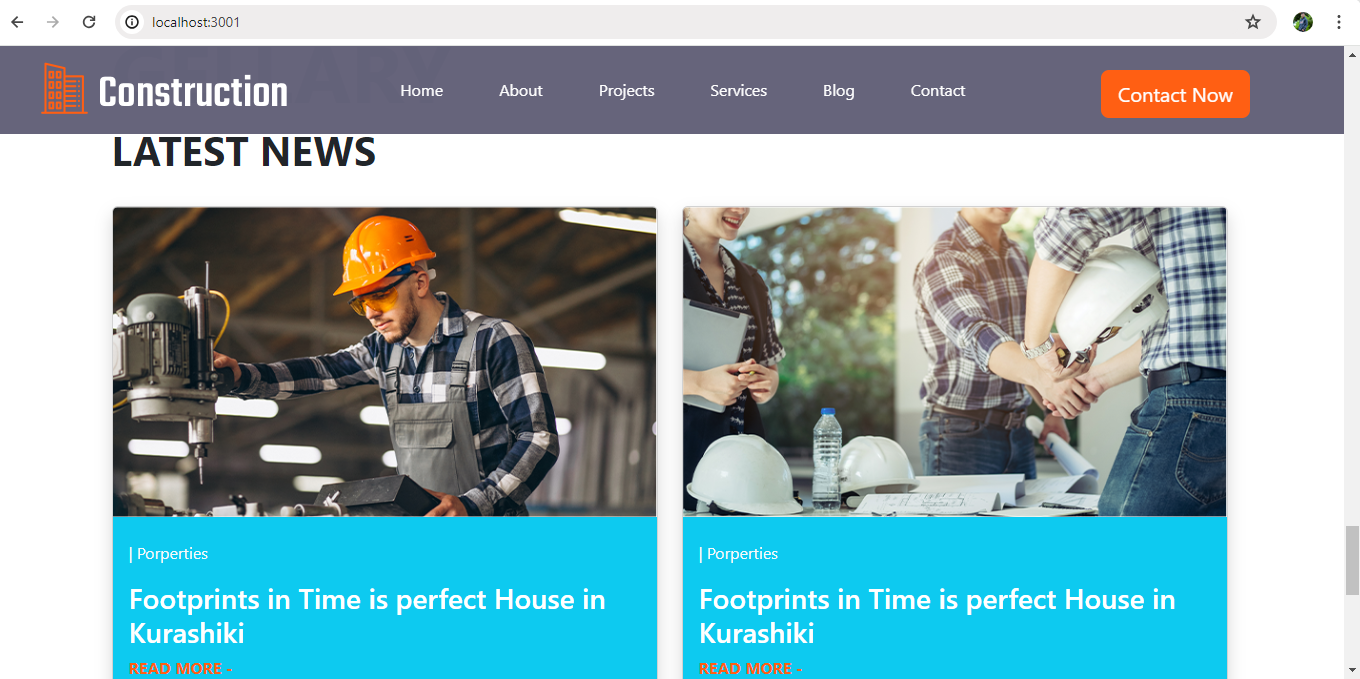 localhost:3001
GELLARY
Construction
Home About Projects Services Blog Contact
Contact Now
LATEST NEWS
| Porperties
Footprints in Time is perfect House in
Kurashiki
READ MORE -
| Porperties
Footprints in Time is perfect House in
Kurashiki
READ MORE -